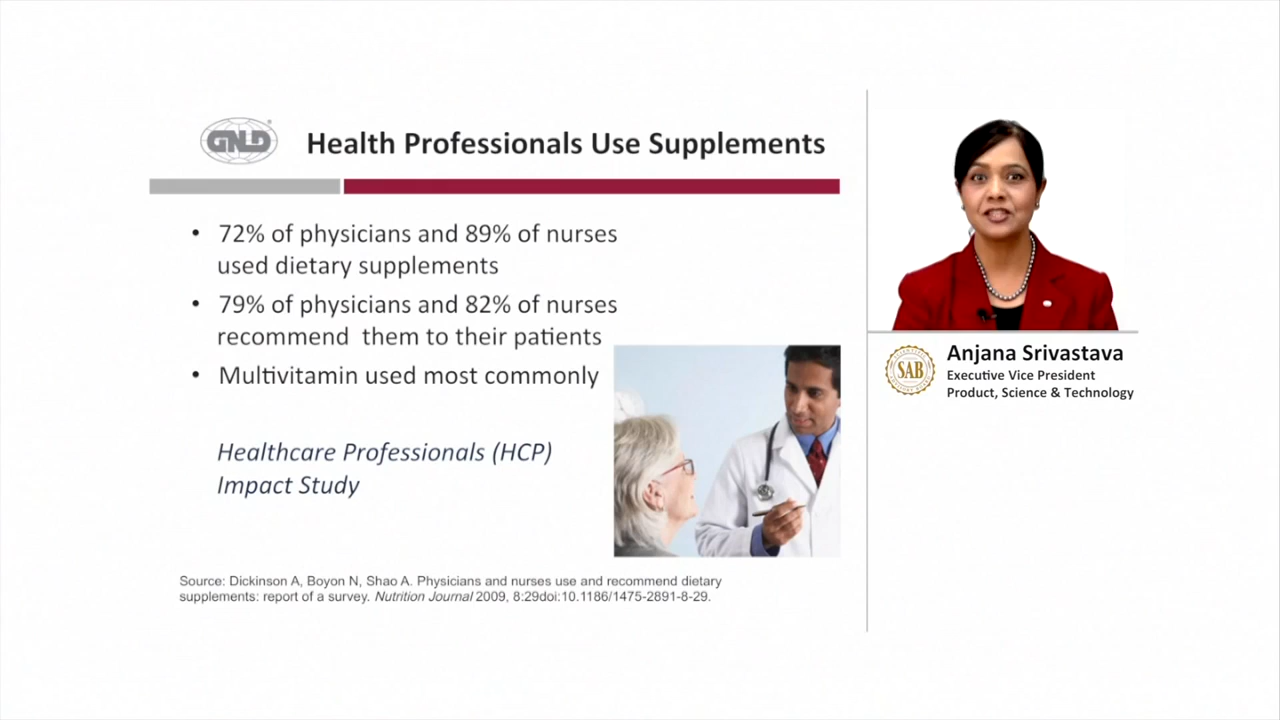 GNLD
Health Professionals Use Supplements
• 72% of physicians and 89% of nurses
used dietary supplements
• 79% of physicians and 82% of nurses
recommend them to their patients
• Multivitamin used most commonly
Healthcare Professionals (HCP)
Impact Study
Source: Dickinson A, Boyon N, Shao A. Physicians and nurses use and recommend dietary
supplements: report of a survey. Nutrition Journal 2009, 8:29doi:10.1186/1475-2891-8-29.
SAB
Anjana Srivastava
Executive Vice President
Product, Science & Technology